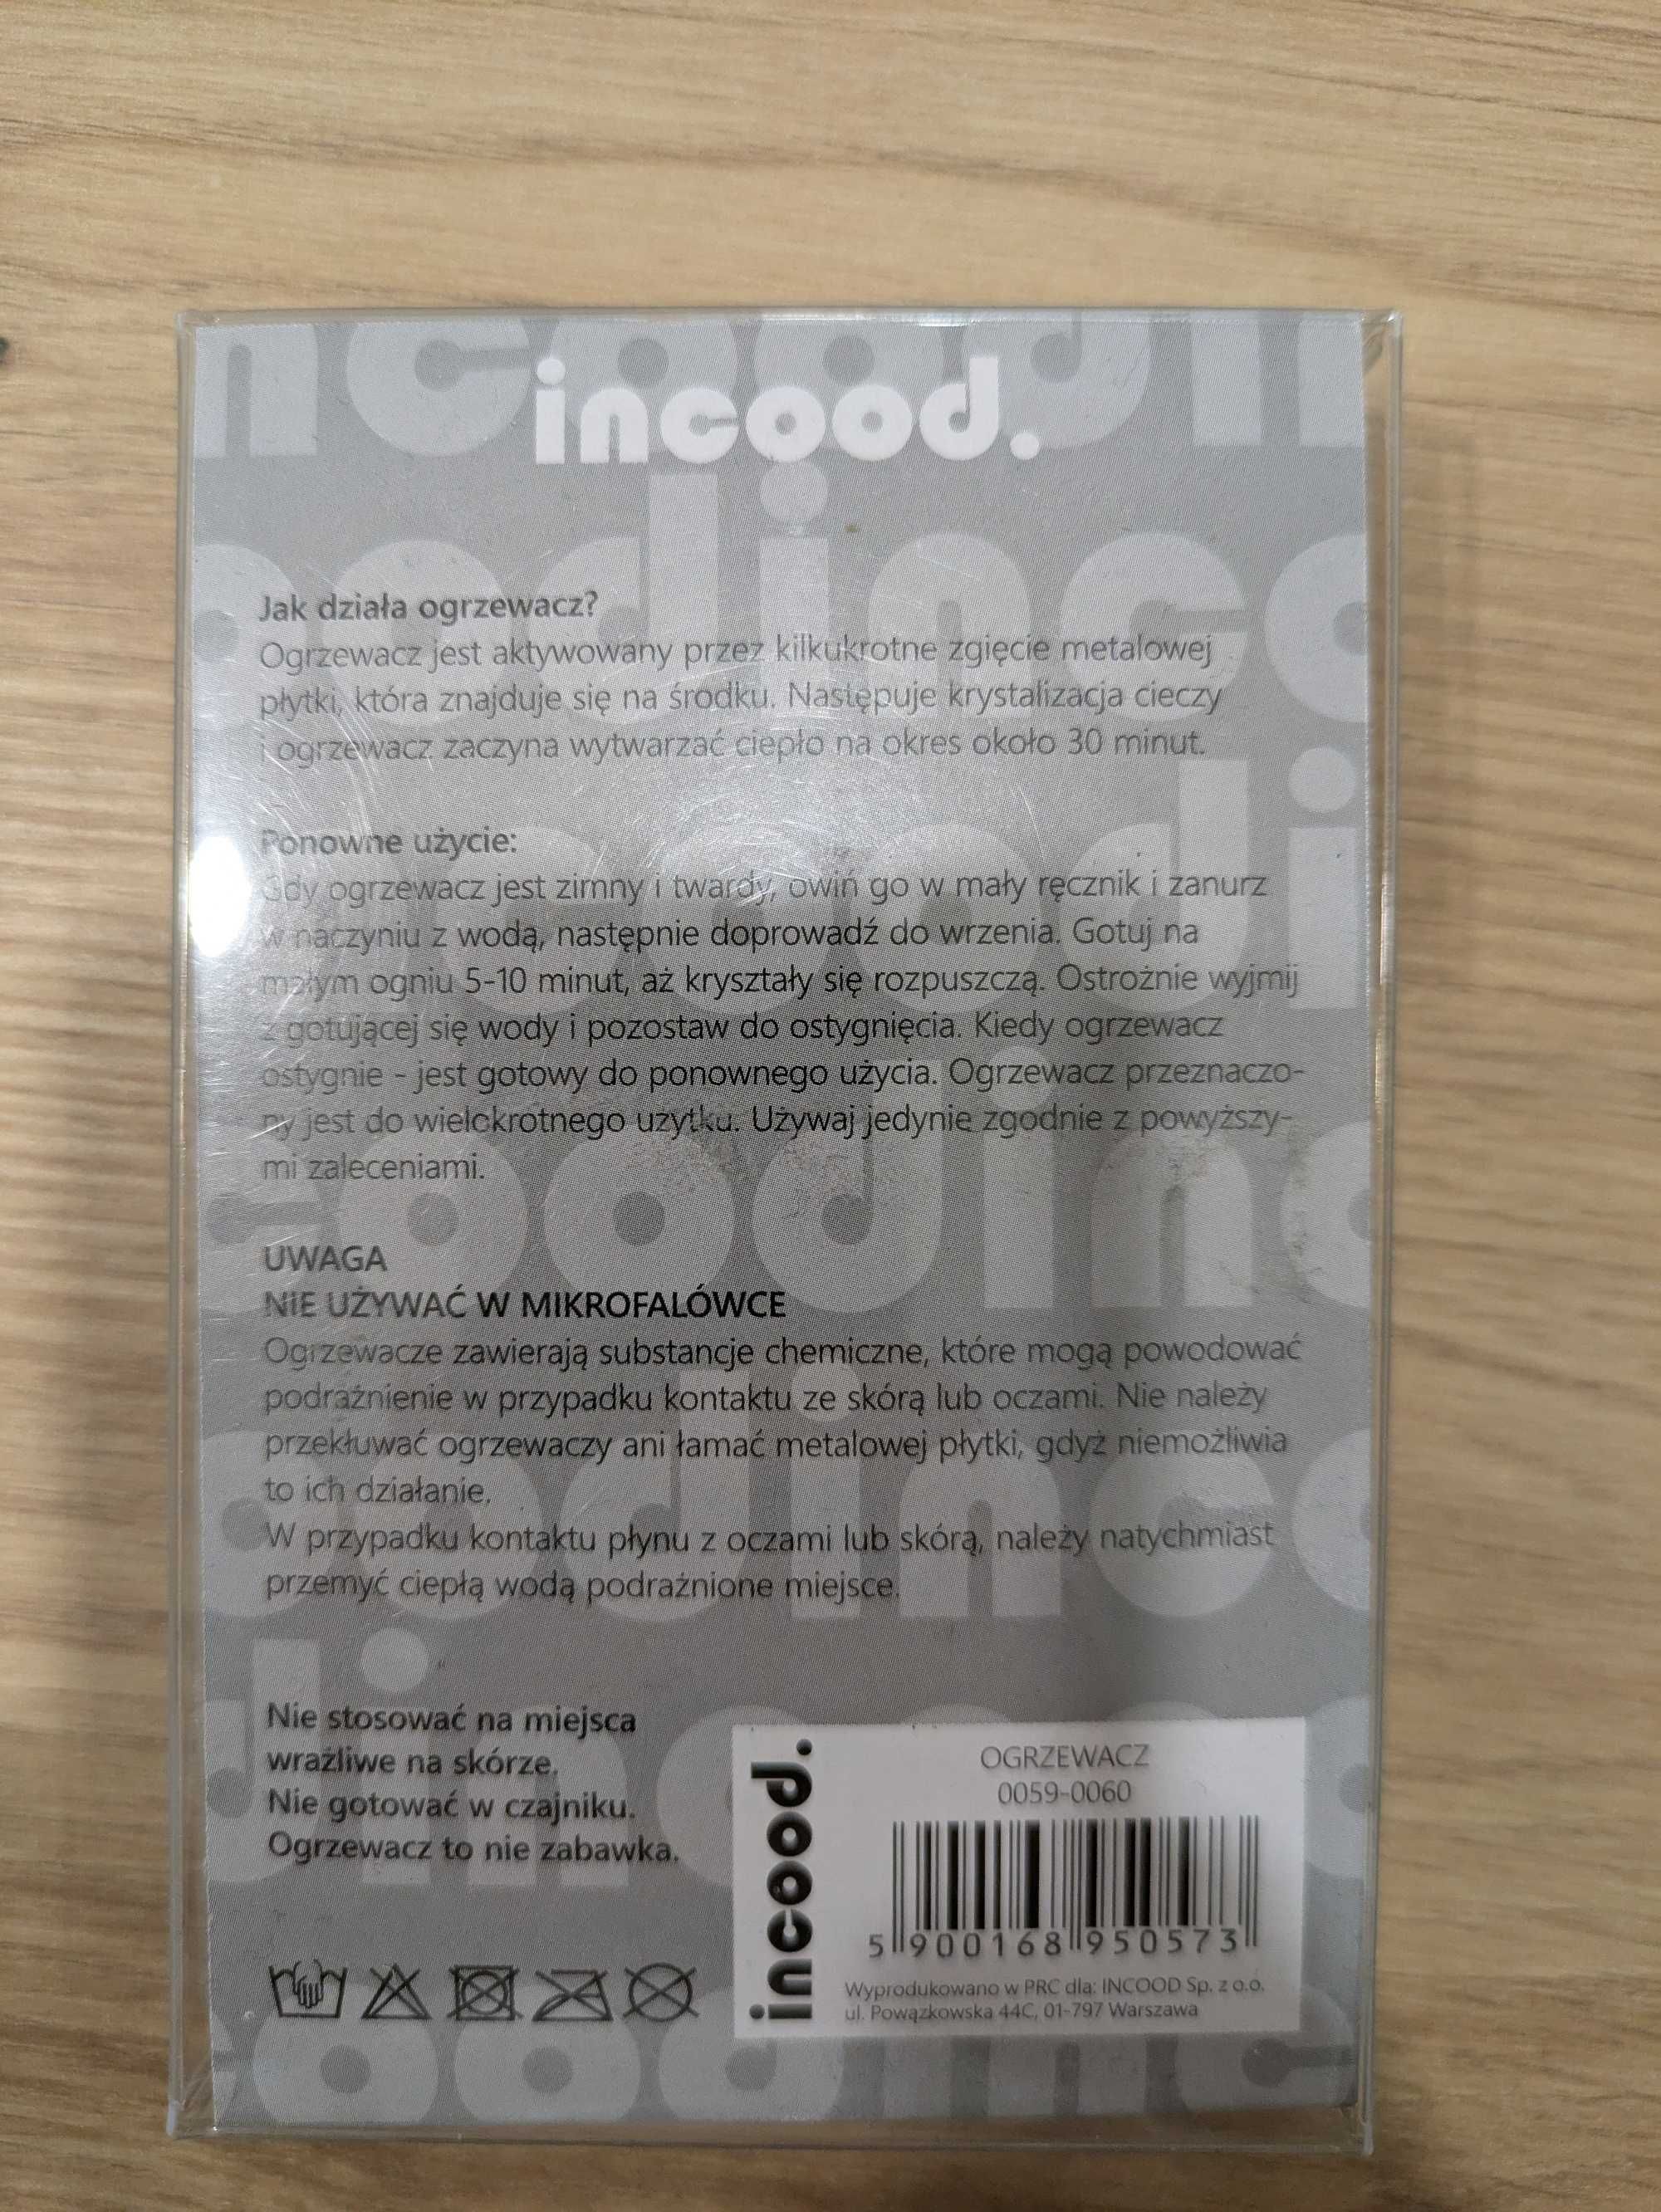 incood.
Jak działa ogrzewacz?
Ogrzewacz jest aktywowany przez kilkukrotne zgięcie metalowej
płytki, która znajduje się na środku. Następuje krystalizacja cieczy
i ogrzewacz zaczyna wytwarzać ciepło na okres około 30 minut.
Ponowne użycie:
Gdy ogrzewacz jest zimny i twardy, owiń go w mały ręcznik i zanurz
w naczyniu z wodą, następnie doprowadź do wrzenia. Gotuj na
małym ogniu 5-10 minut, aż kryształy się rozpuszczą. Ostrożnie wyjmij
z gotującej się wody i pozostaw do ostygnięcia. Kiedy ogrzewacz
ostygnie - jest gotowy do ponownego użycia. Ogrzewacz przeznaczo-
ny jest do wielokrotnego uzytku. Używaj jedynie zgodnie z powyższy-
mi zaleceniami.
UWAGA
NIE UŻYWAĆ W MIKROFALÓWCE
Ogrzewacze zawierają substancje chemiczne, które mogą powodować
podrażnienie w przypadku kontaktu ze skórą lub oczami. Nie należy
przekłuwać ogrzewaczy ani łamać metalowej płytki, gdyż niemożliwia
to ich działanie.
W przypadku kontaktu płynu z oczami lub skórą, należy natychmiast
przemyć ciepłą wodą podrażnione miejsce.
Nie stosować na miejsca
wrażliwe na skórze.
Nie gotować w czajniku.
Ogrzewacz to nie zabawka.
incood.
OGRZEWACZ
0059-0060
5 900168 950573
Wyprodukowano w PRC dla: INCOOD Sp. z o.o.
ul. Powązkowska 44C, 01-797 Warszawa